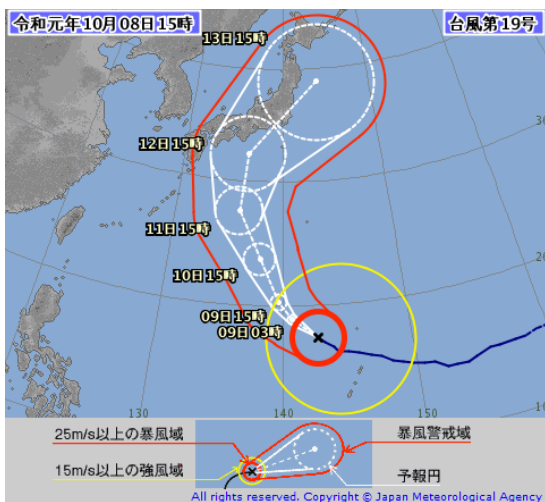 令和元年10月08日15時
台風第19号
13日15時
12日15時
11日15時
10日15時
09日15時
09日03時
30
20
130
140
150
160
10
25m/s以上の暴風域
暴風警戒域
15m/s以上の強風域
予報円
All rights reserved. Copyright © Japan Meteorological Agency